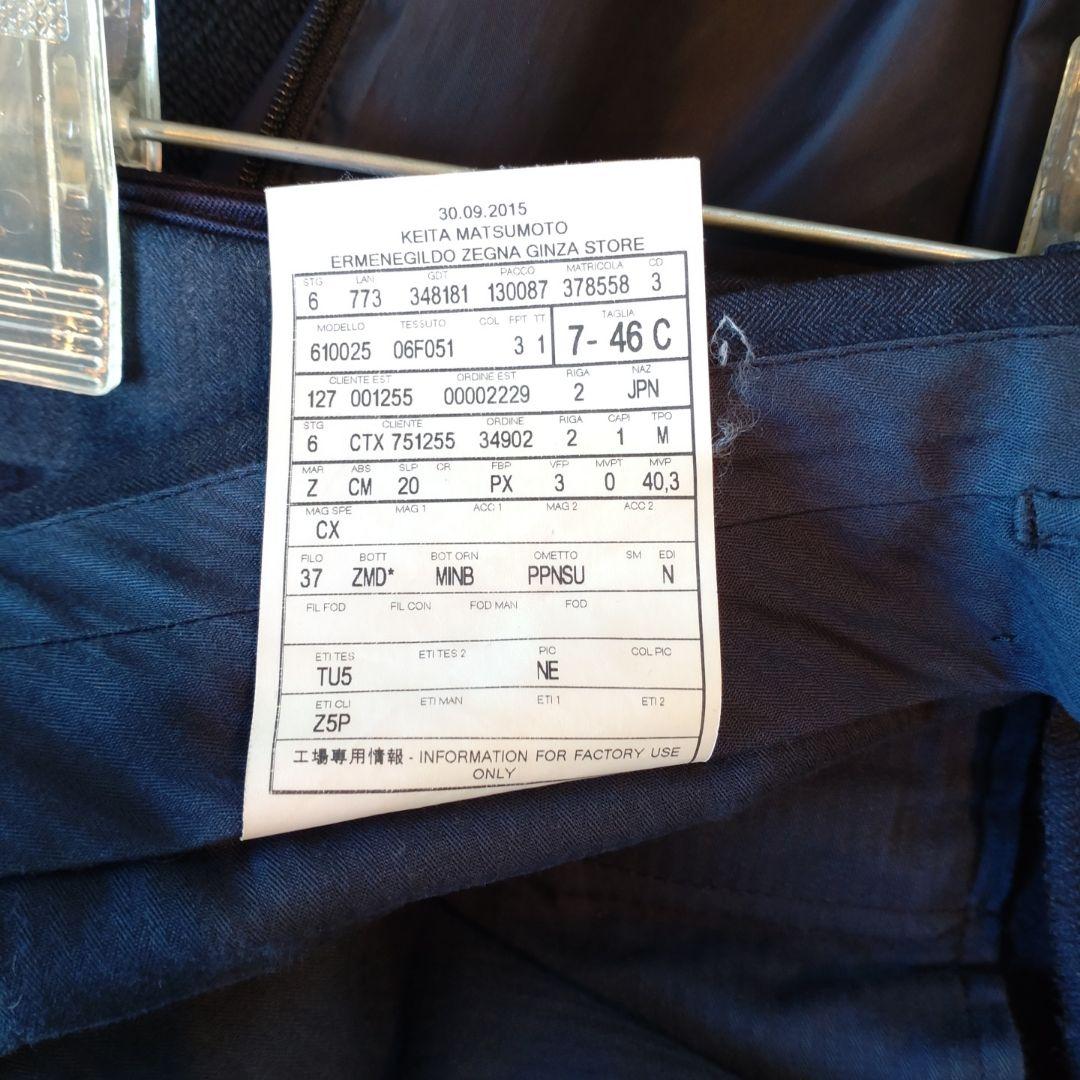 30.09.2015
KEITA MATSUMOTO
ERMENEGILDO ZEGNA GINZA STORE
STG LAN GDT PACCO MATRICOLA CD
6 773 348181 130087 378558 3
MODELLO TESSUTO COL FPT TT TAGLIA
610025 06F051 3 1 7- 46 C
CLIENTE EST ORDINE EST RIGA NAZ
127 001255 00002229 2 JPN
STG CLIENTE ORDINE RIGA CAPI TPO
6 CTX 751255 34902 2 1 M
MAR ABS SLP CR FBP VFP MVPT MVP
Z CM 20 PX 3 0 40,3
MAG SPE MAG 1 ACC 1 MAG 2 ACC 2
CX
FILO BOTT BOT ORN OMETTO SM EDI
37 ZMD* MINB PPNSU N
FIL FOD FIL CON FOD MAN FOD
ETI TES ETI TES 2 PIC COL PIC
TU5 NE
ETI CLI ETI MAN ETI 1 ETI 2
Z5P
工場専用情報 - INFORMATION FOR FACTORY USE
ONLY